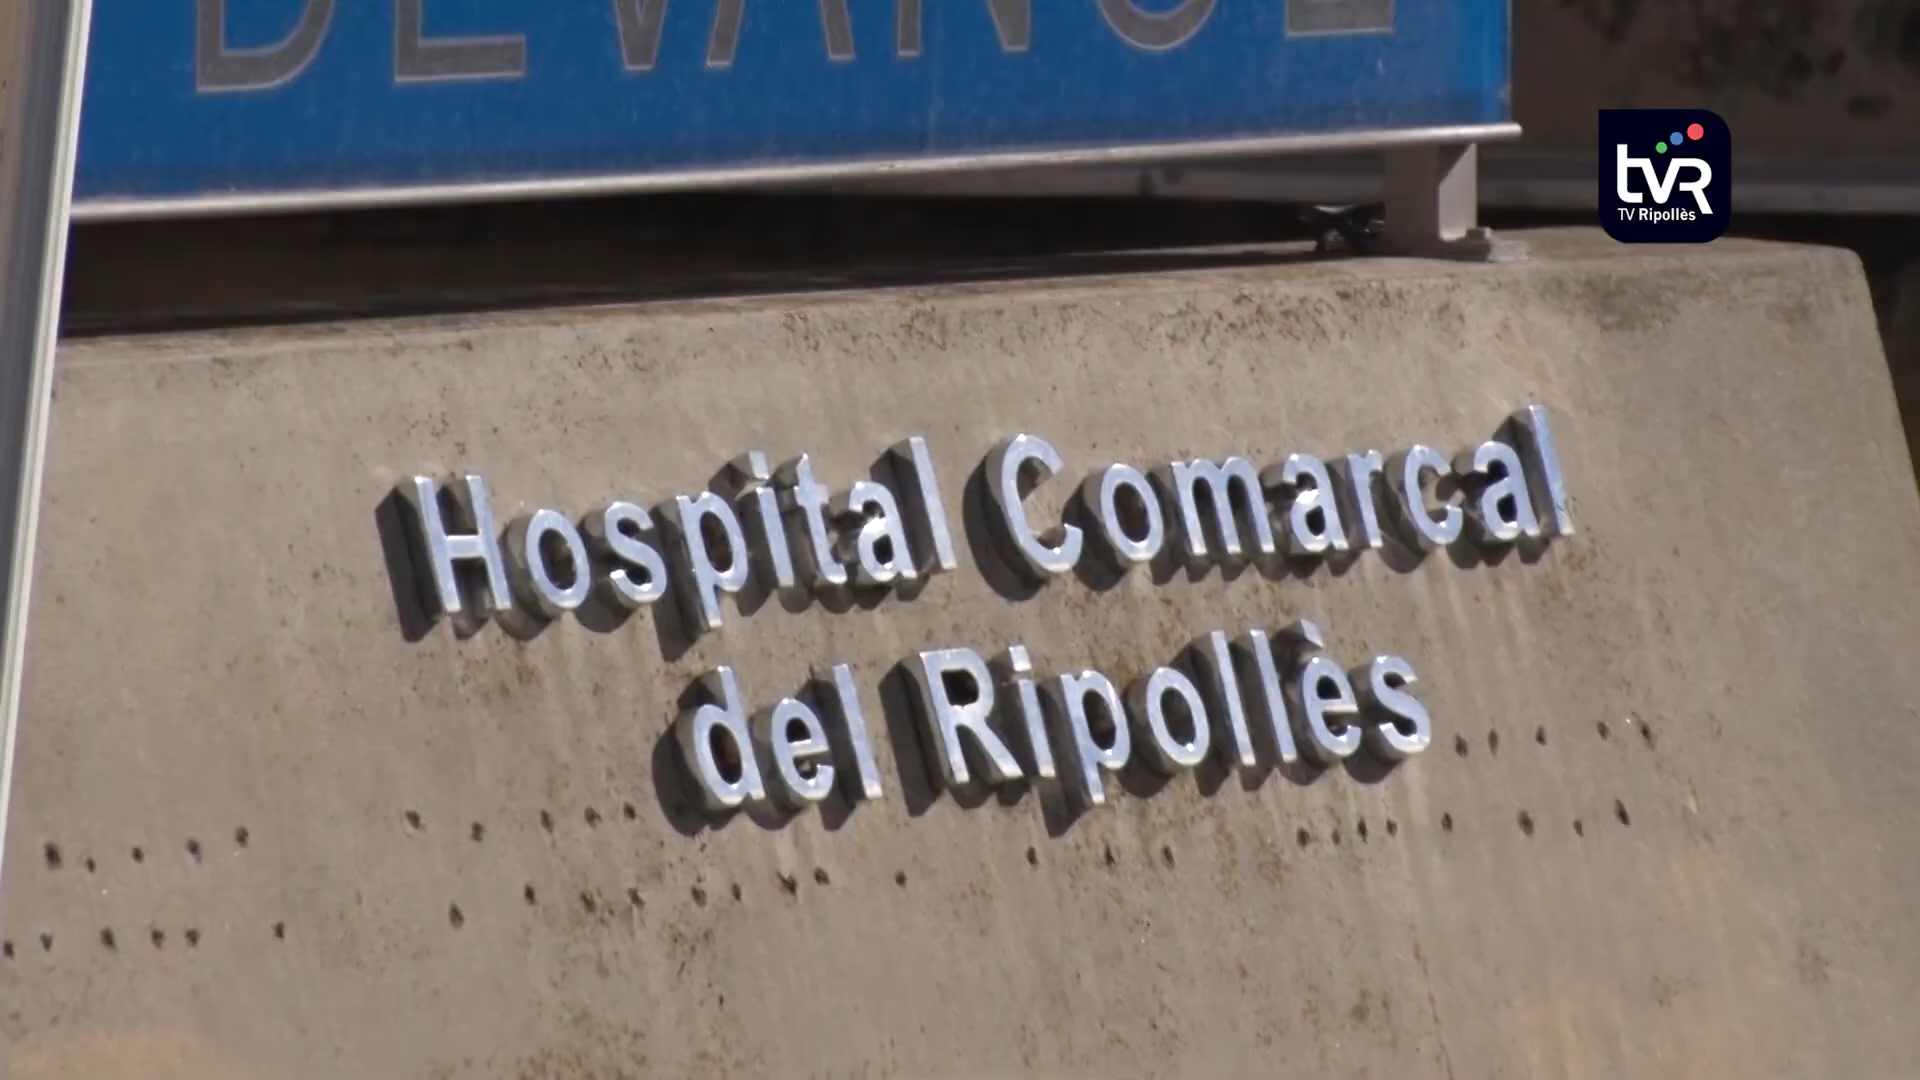 tvR
TV Ripollès
Hospital Comarcal
del Ripollès